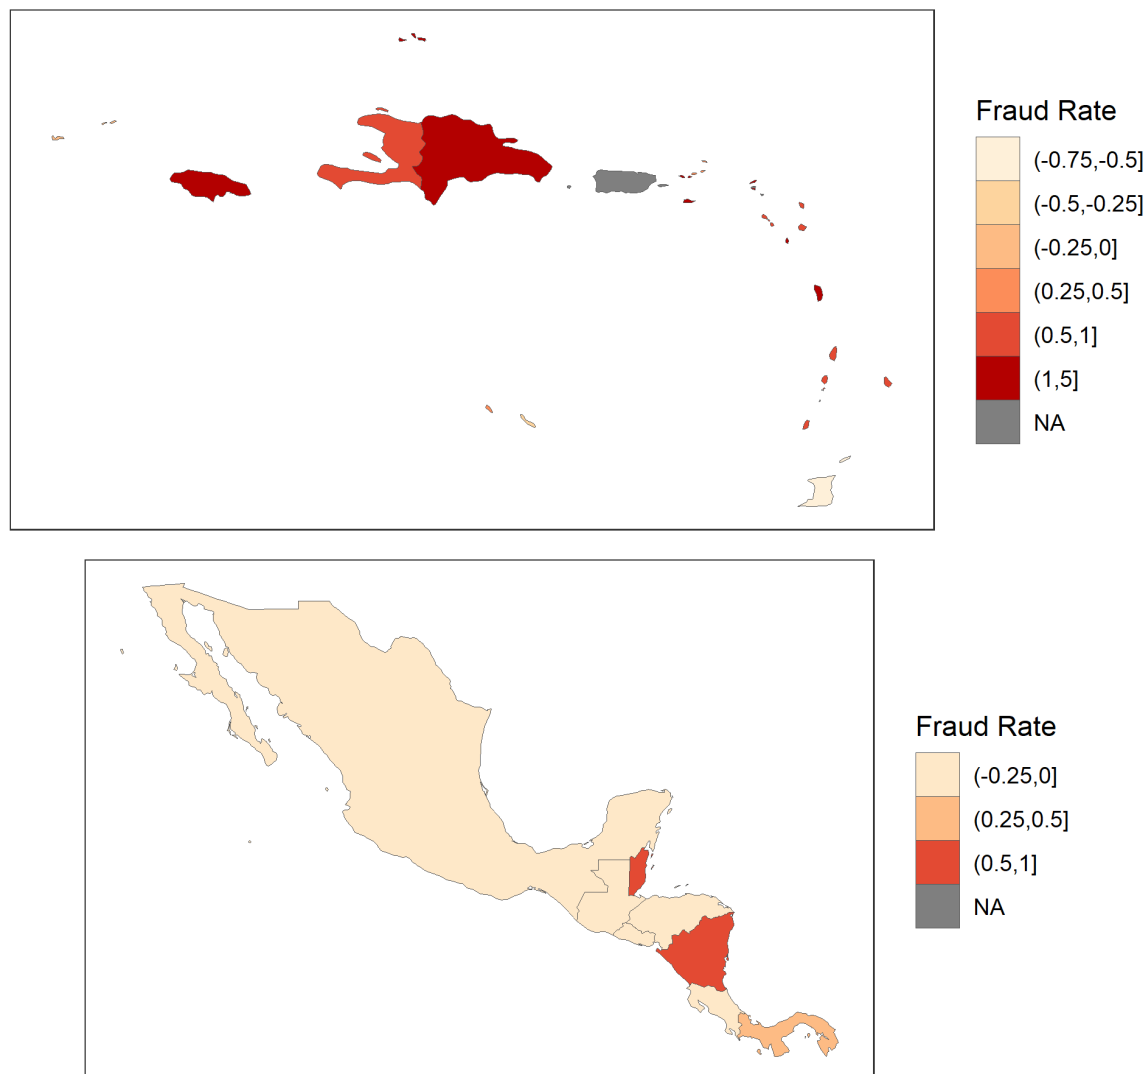 Fraud Rate
(-0.75,-0.5]
(-0.5,-0.25]
(-0.25,0]
(0.25,0.5]
(0.5,1]
(1,5]
NA
Fraud Rate
(-0.25,0]
(0.25,0.5]
(0.5,1]
NA